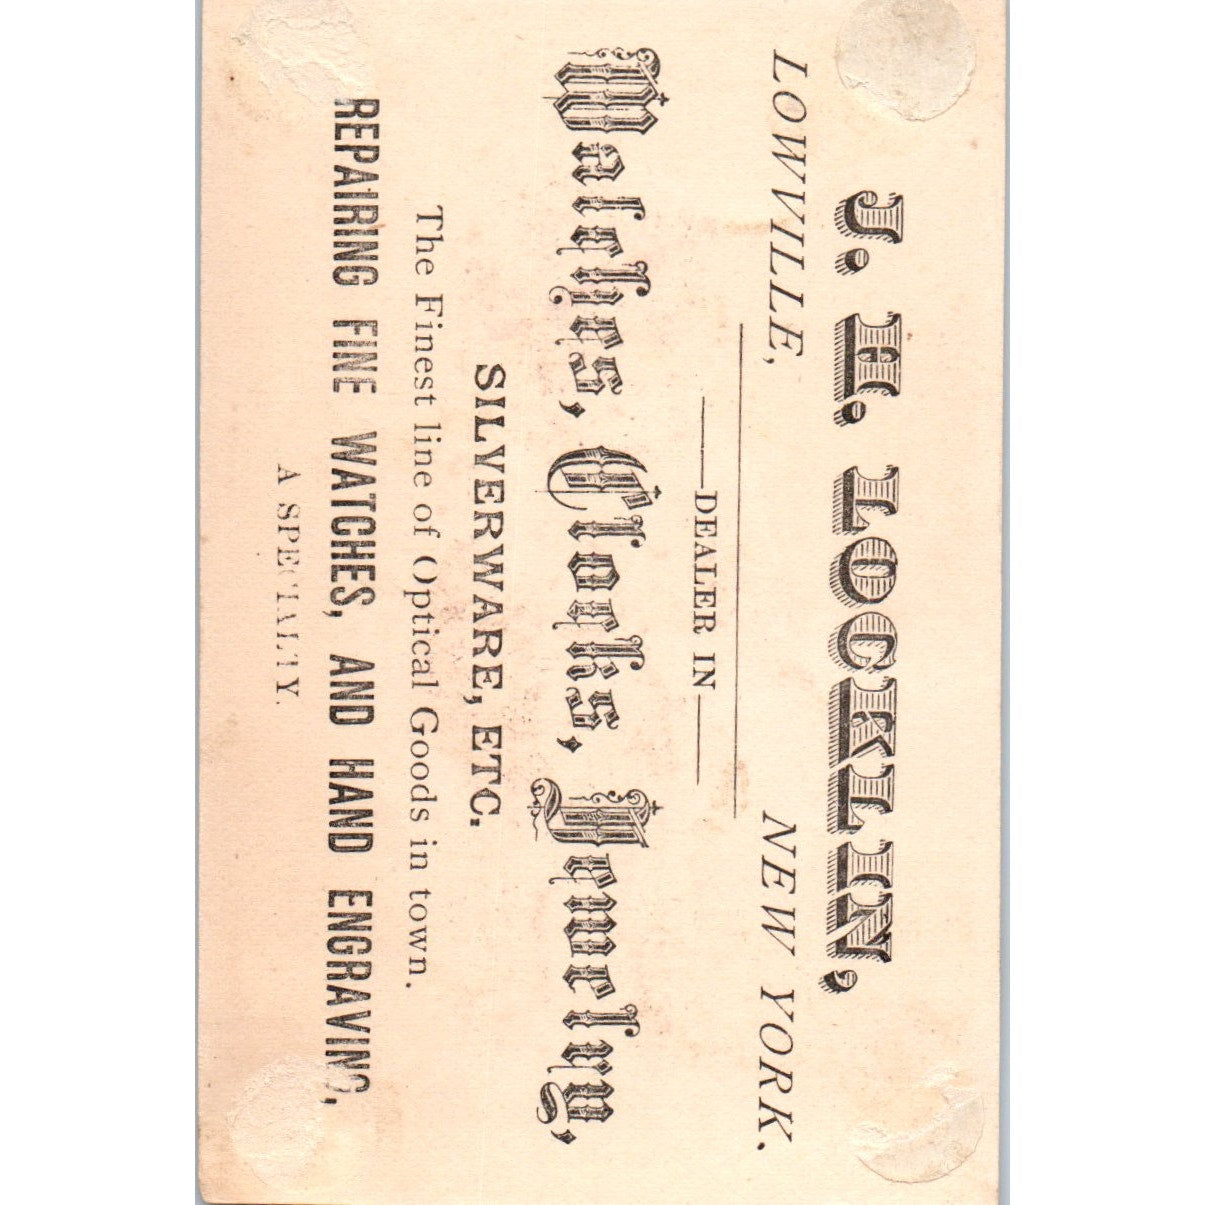 J. H. LOCKLIN,
LOWVILLE, NEW YORK.
—DEALER IN—
Watches, Clocks, Jewelry,
SILVERWARE, ETC.
The Finest line of Optical Goods in town.
REPAIRING FINE WATCHES, AND HAND ENGRAVING,
A SPECIALTY.